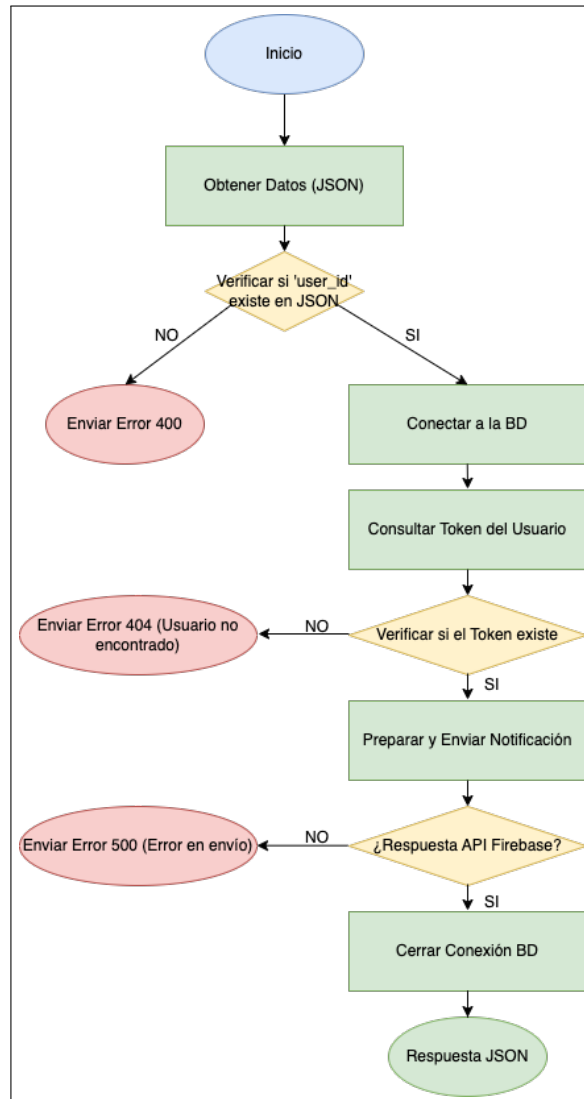 Inicio
Obtener Datos (JSON)
Verificar si 'user_id'
existe en JSON
NO
SI
Enviar Error 400
Conectar a la BD
Consultar Token del Usuario
Enviar Error 404 (Usuario no
encontrado)
NO
Verificar si el Token existe
SI
Preparar y Enviar Notificación
Enviar Error 500 (Error en envío)
NO
¿Respuesta API Firebase?
SI
Cerrar Conexión BD
Respuesta JSON